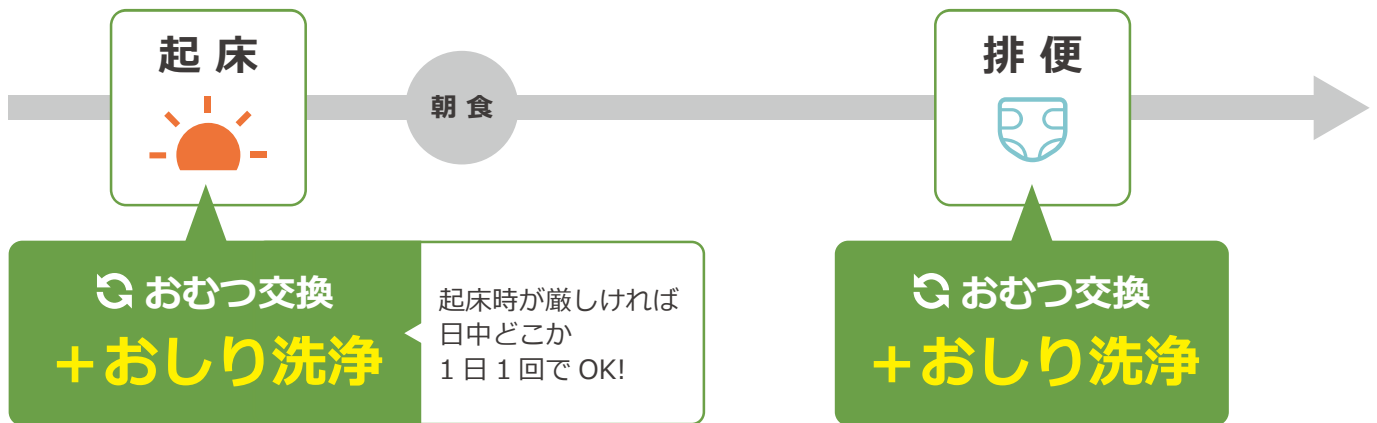 起床
朝食
排便
おむつ交換
+おしり洗浄
起床時が厳しければ
日中どこか
1日1回でOK!
おむつ交換
+おしり洗浄